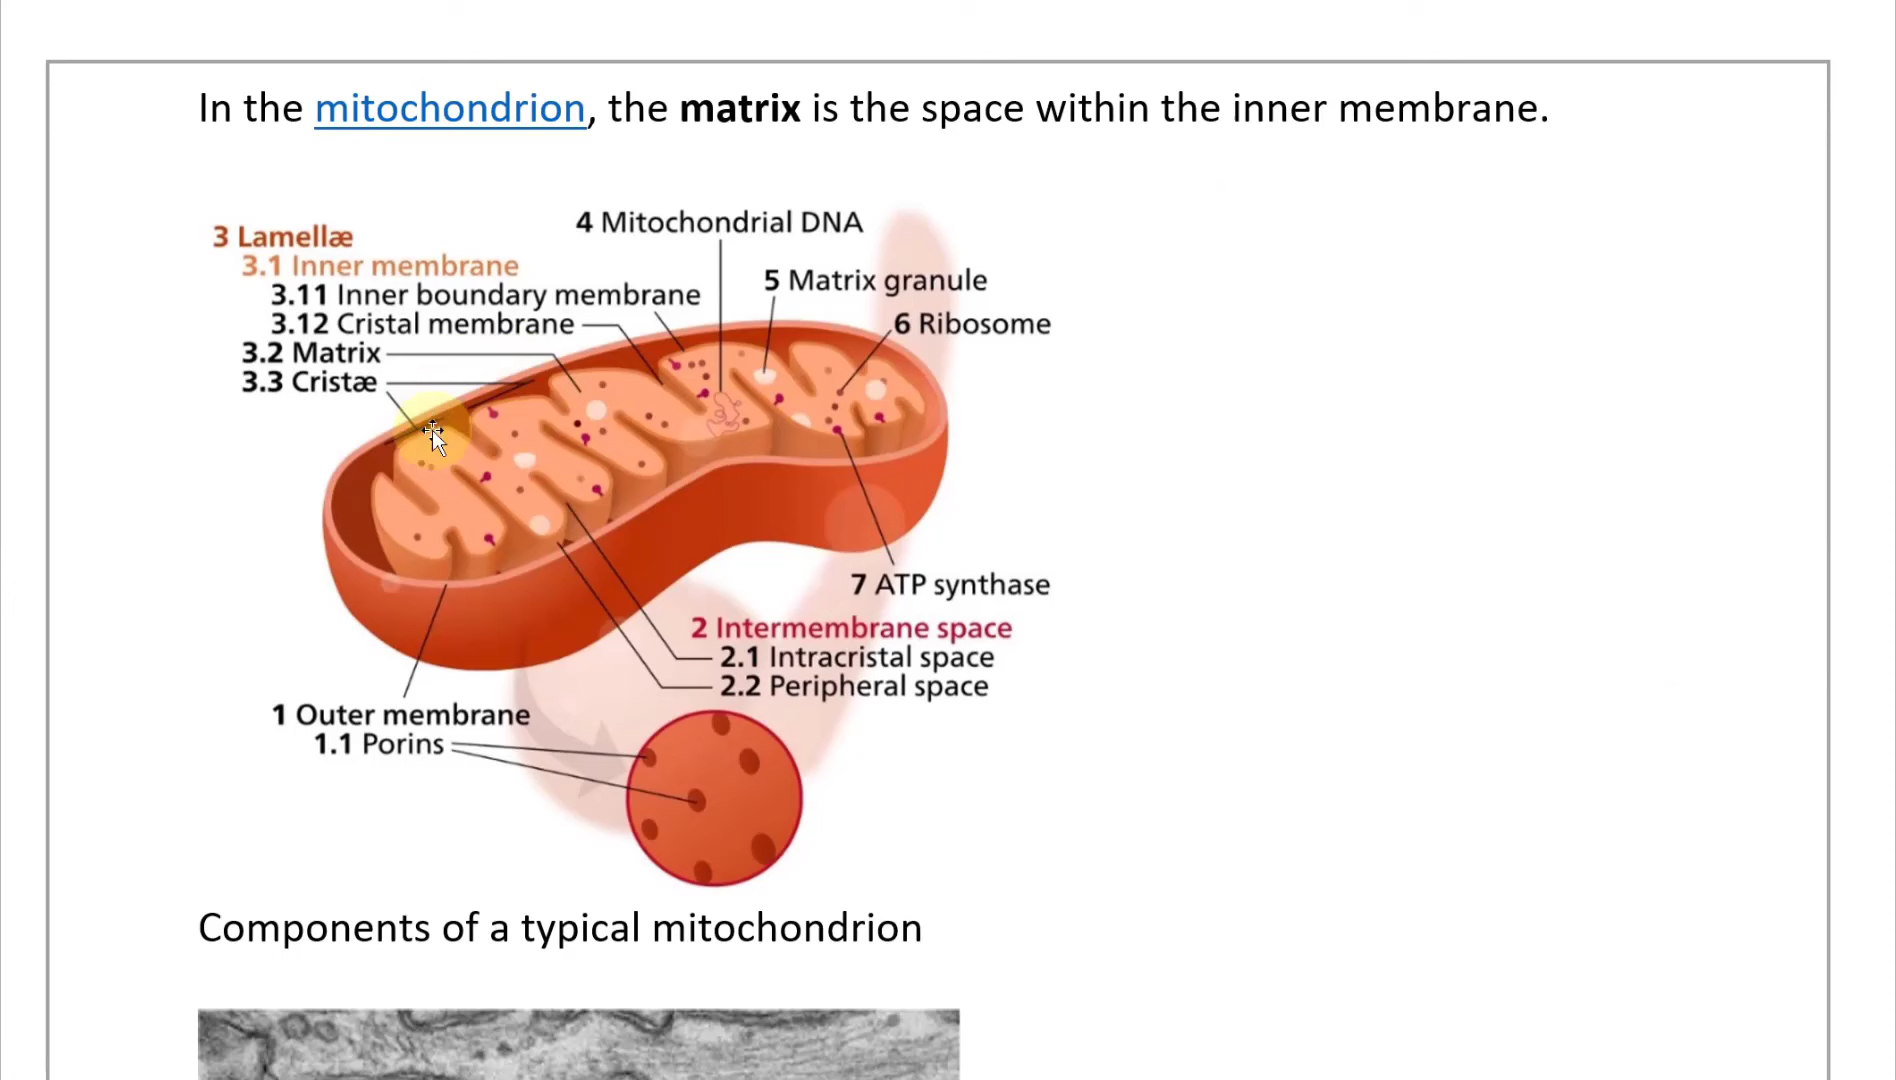 In the mitochondrion, the matrix is the space within the inner membrane.
3 Lamellæ
3.1 Inner membrane
3.11 Inner boundary membrane
3.12 Cristal membrane
3.2 Matrix
3.3 Cristæ
4 Mitochondrial DNA
5 Matrix granule
6 Ribosome
7 ATP synthase
2 Intermembrane space
2.1 Intracristal space
2.2 Peripheral space
1 Outer membrane
1.1 Porins
Components of a typical mitochondrion